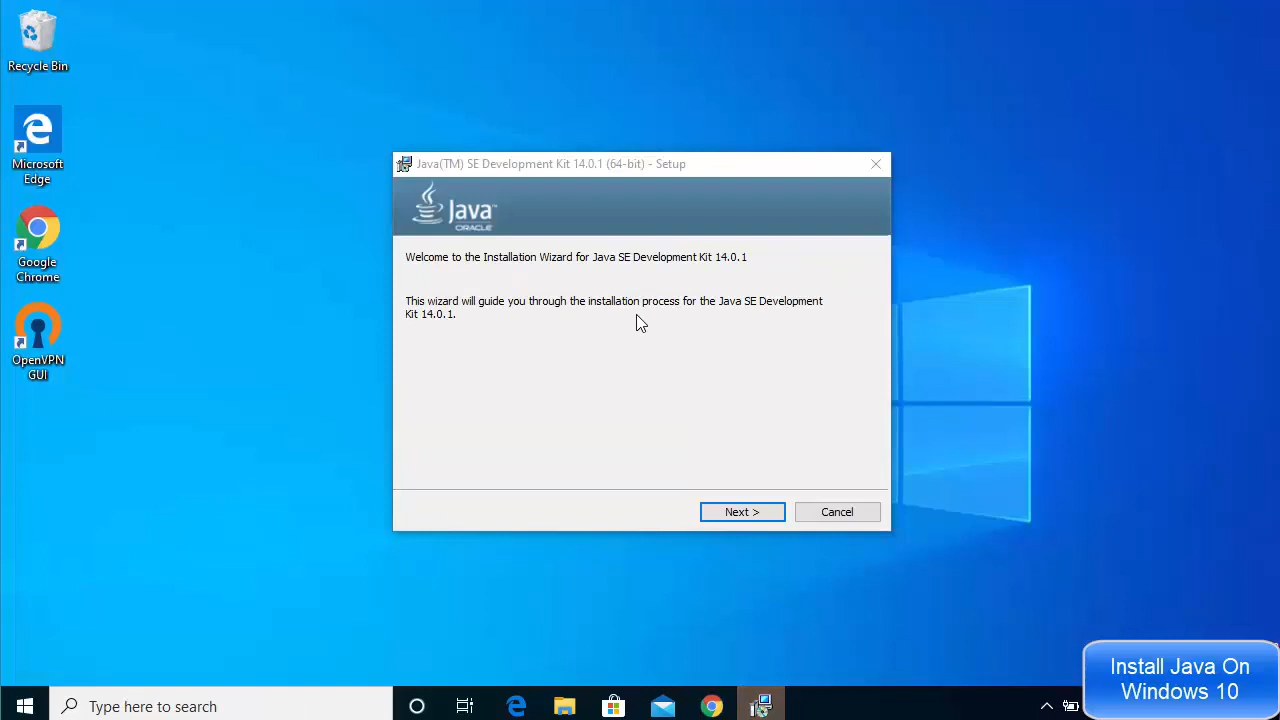 Recycle Bin
Microsoft
Edge
Google
Chrome
OpenVPN
GUI
Java(TM) SE Development Kit 14.0.1 (64-bit) - Setup
Java™
ORACLE
Welcome to the Installation Wizard for Java SE Development Kit 14.0.1
This wizard will guide you through the installation process for the Java SE Development
Kit 14.0.1.
Next >
Cancel
Install Java On
Windows 10
Type here to search